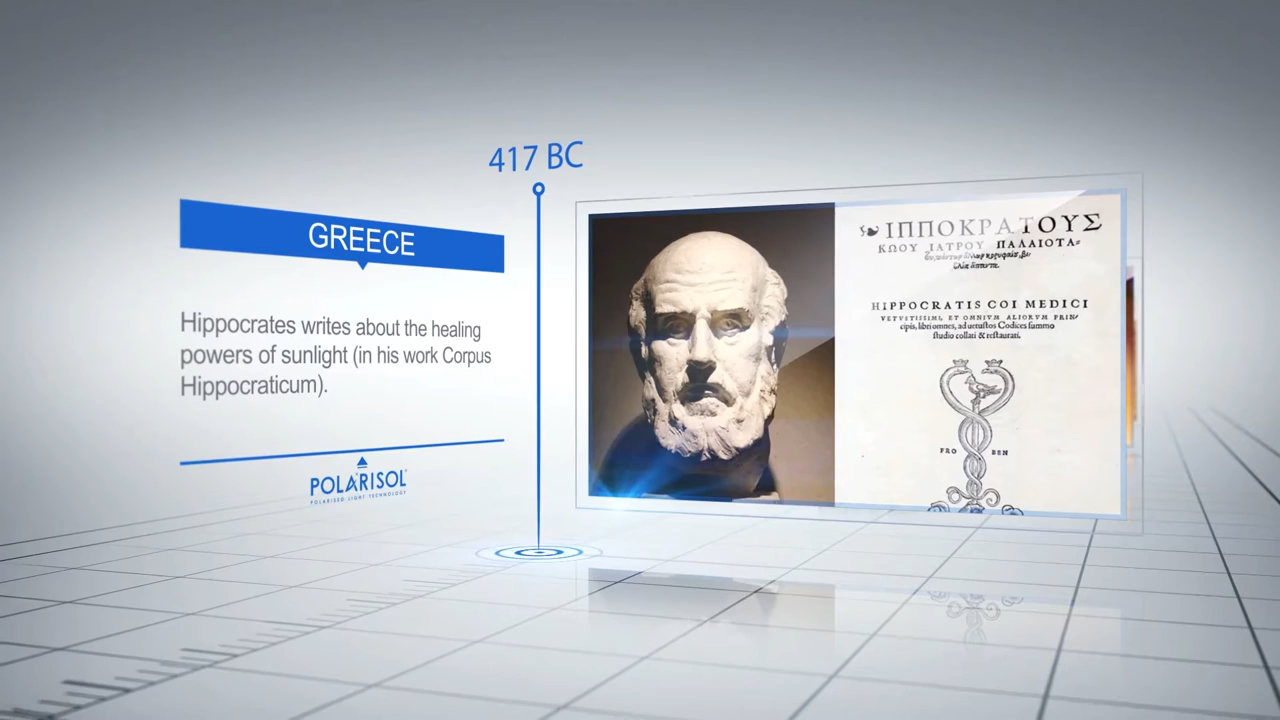 417 BC
GREECE
Hippocrates writes about the healing
powers of sunlight (in his work Corpus
Hippocraticum).
POLARISOL
POLARISED LIGHT TECHNOLOGY
ΙΠΠΟΚΡΑΤΟΥΣ
ΚΩΟΥ ΙΑΤΡΟΥ ΠΑΛΑΙΟΤΑ-
HIPPOCRATIS COI MEDICI
VETVSTISSIMI, ET OMNIVM ALIORVM PRIN-
cipis, libri omnes, ad uetustos Codices summo
studio collati & restaurati.
FRO BEN